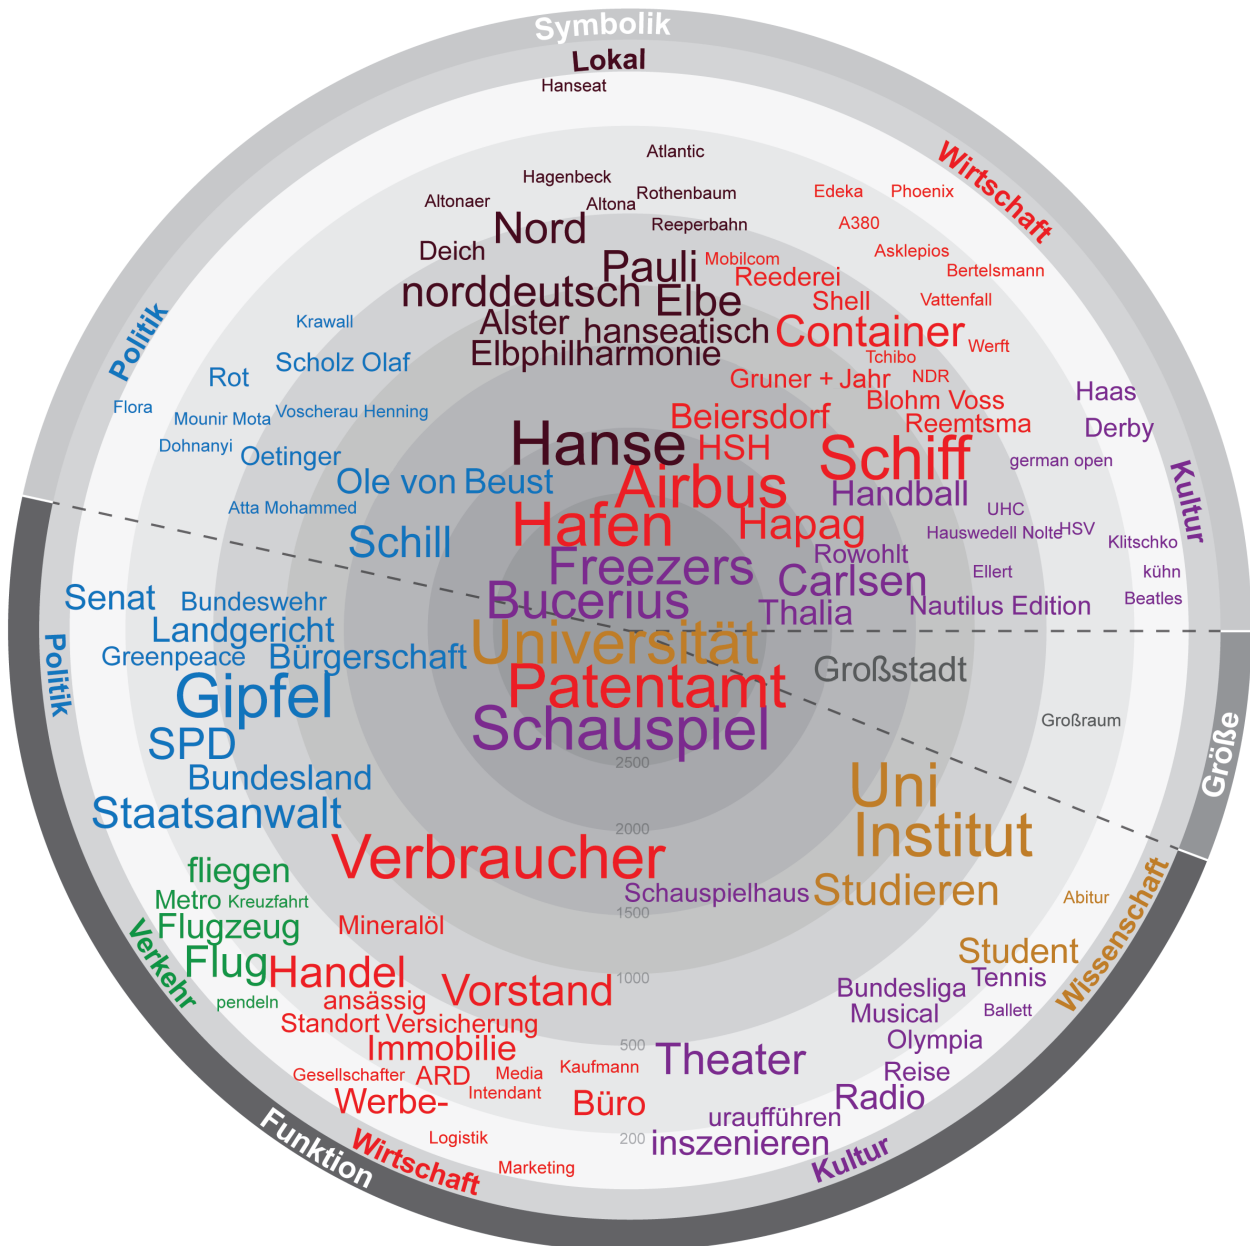 Symbolik
Lokal
Hanseat
Atlantic
Wirtschaft
Hagenbeck
Altonaer
Altona
Rothenbaum
Edeka
Phoenix
Nord
Reeperbahn
A380
Deich
Pauli
Mobilcom
Asklepios
Reederei
Bertelsmann
norddeutsch
Elbe
Shell
Vattenfall
Politik
Krawall
Alster
hanseatisch
Container
Werft
Elbphilharmonie
Tchibo
Scholz Olaf
Rot
Gruner + Jahr
NDR
Haas
Flora
Mounir Mota
Voscherau Henning
Beiersdorf
Blohm Voss
Reemtsma
Derby
Dohnanyi
Oetinger
Hanse
HSH
Schiff
german open
Kultur
Ole von Beust
Airbus
Handball
Atta Mohammed
UHC
Hafen
Hapag
Hauswedell Nolte
HSV
Schill
Klitschko
Freezers
Rowohlt
Carlsen
Ellert
kühn
Senat
Bundeswehr
Bucerius
Thalia
Nautilus Edition
Beatles
Landgericht
Universität
Politik
Greenpeace
Bürgerschaft
Großstadt
Gipfel
Patentamt
Großraum
Größe
SPD
Schauspiel
2500
Bundesland
Uni
Staatsanwalt
2000
Institut
Verbraucher
fliegen
Schauspielhaus
Studieren
Abitur
Wissenschaft
Metro
Kreuzfahrt
1500
Flugzeug
Mineralöl
Verkehr
Flug
Handel
1000
Student
Tennis
pendeln
ansässig
Vorstand
Bundesliga
Ballett
Standort
Versicherung
Musical
Immobilie
500
Olympia
Gesellschafter
ARD
Media
Kaufmann
Theater
Reise
Werbe-
Intendant
Büro
Radio
uraufführen
Funktion
Wirtschaft
Logistik
200
inszenieren
Kultur
Marketing